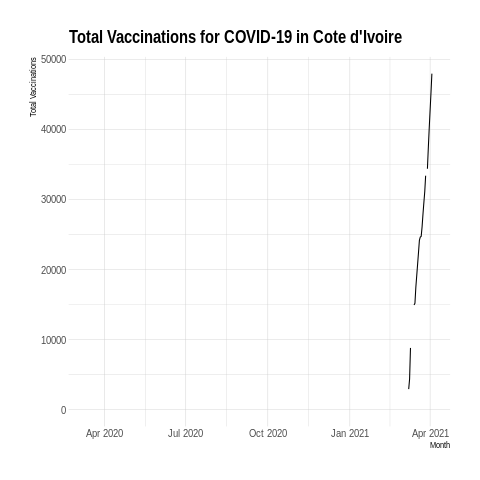 Total Vaccinations for COVID-19 in Cote d'Ivoire
Total Vaccinations
50000
40000
30000
20000
10000
0
Apr 2020 Jul 2020 Oct 2020 Jan 2021 Apr 2021
Month